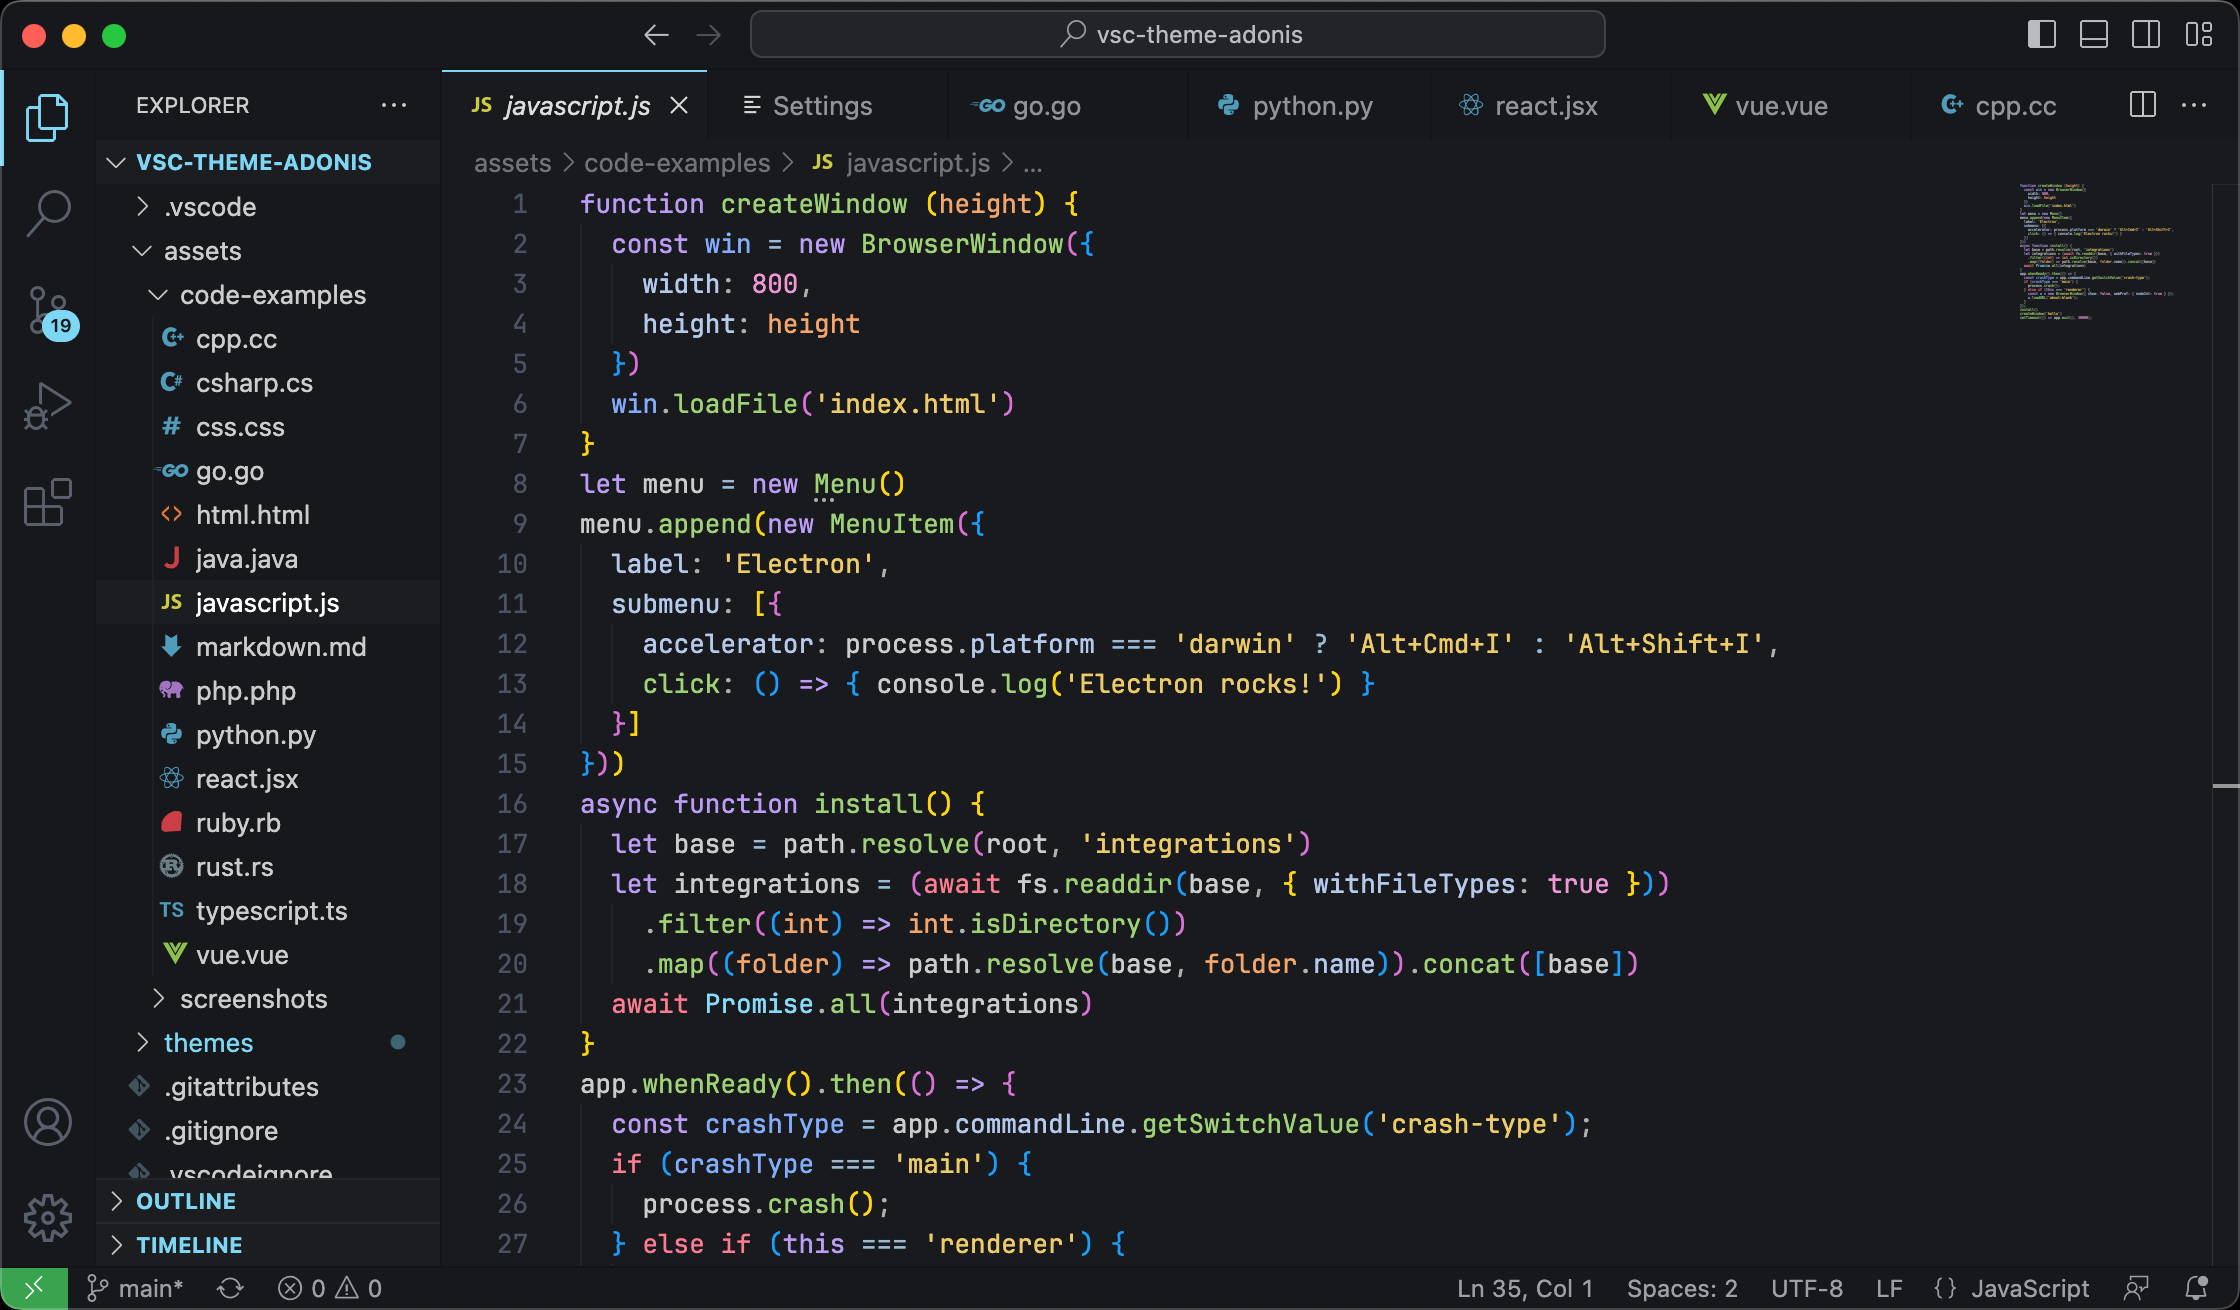 vsc-theme-adonis
EXPLORER
JS javascript.js
Settings
GO go.go
python.py
react.jsx
vue.vue
C++ cpp.cc
VSC-THEME-ADONIS
.vscode
assets
code-examples
C++ cpp.cc
C# csharp.cs
# css.css
GO go.go
<> html.html
J java.java
JS javascript.js
markdown.md
php.php
python.py
react.jsx
ruby.rb
rust.rs
TS typescript.ts
vue.vue
screenshots
themes
.gitattributes
.gitignore
.vscodeignore
OUTLINE
TIMELINE
19
assets > code-examples > JS javascript.js > ...
1 function createWindow (height) {
2 const win = new BrowserWindow({
3 width: 800,
4 height: height
5 })
6 win.loadFile('index.html')
7 }
8 let menu = new Menu()
9 menu.append(new MenuItem({
10 label: 'Electron',
11 submenu: [{
12 accelerator: process.platform === 'darwin' ? 'Alt+Cmd+I' : 'Alt+Shift+I',
13 click: () => { console.log('Electron rocks!') }
14 }]
15 }))
16 async function install() {
17 let base = path.resolve(root, 'integrations')
18 let integrations = (await fs.readdir(base, { withFileTypes: true }))
19 .filter((int) => int.isDirectory())
20 .map((folder) => path.resolve(base, folder.name)).concat([base])
21 await Promise.all(integrations)
22 }
23 app.whenReady().then(() => {
24 const crashType = app.commandLine.getSwitchValue('crash-type');
25 if (crashType === 'main') {
26 process.crash();
27 } else if (this === 'renderer') {
main*
0
0
Ln 35, Col 1
Spaces: 2
UTF-8
LF
{} JavaScript